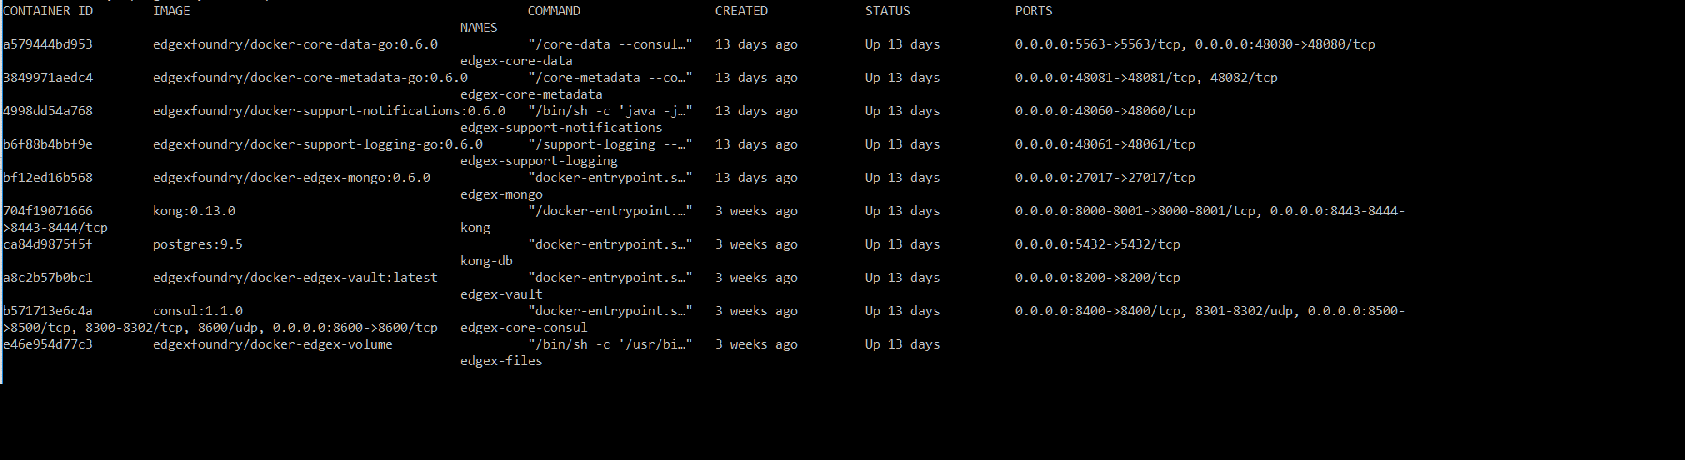 CONTAINER ID IMAGE COMMAND CREATED STATUS PORTS
NAMES
a579444bd953 edgexfoundry/docker-core-data-go:0.6.0 "/core-data --consul…" 13 days ago Up 13 days 0.0.0.0:5563->5563/tcp, 0.0.0.0:48080->48080/tcp
edgex-core-data
3849971aedc4 edgexfoundry/docker-core-metadata-go:0.6.0 "/core-metadata --co…" 13 days ago Up 13 days 0.0.0.0:48081->48081/tcp, 48082/tcp
edgex-core-metadata
4998dd54a768 edgexfoundry/docker-support-notifications:0.6.0 "/bin/sh -c 'java -j…" 13 days ago Up 13 days 0.0.0.0:48060->48060/tcp
edgex-support-notifications
b6f88b4bbf9e edgexfoundry/docker-support-logging-go:0.6.0 "/support-logging --…" 13 days ago Up 13 days 0.0.0.0:48061->48061/tcp
edgex-support-logging
bf12ed16b568 edgexfoundry/docker-edgex-mongo:0.6.0 "docker-entrypoint.s…" 13 days ago Up 13 days 0.0.0.0:27017->27017/tcp
edgex-mongo
704f19071666 kong:0.13.0 "/docker-entrypoint.…" 3 weeks ago Up 13 days 0.0.0.0:8000-8001->8000-8001/tcp, 0.0.0.0:8443-8444-
>8443-8444/tcp kong
ca84d9875f5f postgres:9.5 "docker-entrypoint.s…" 3 weeks ago Up 13 days 0.0.0.0:5432->5432/tcp
kong-db
a8c2b57b0bc1 edgexfoundry/docker-edgex-vault:latest "docker-entrypoint.s…" 3 weeks ago Up 13 days 0.0.0.0:8200->8200/tcp
edgex-vault
b571713e6c4a consul:1.1.0 "docker-entrypoint.s…" 3 weeks ago Up 13 days 0.0.0.0:8400->8400/tcp, 8301-8302/udp, 0.0.0.0:8500-
>8500/tcp, 8300-8302/tcp, 8600/udp, 0.0.0.0:8600->8600/tcp edgex-core-consul
e46e954d77c3 edgexfoundry/docker-edgex-volume "/bin/sh -c '/usr/bi…" 3 weeks ago Up 13 days
edgex-files